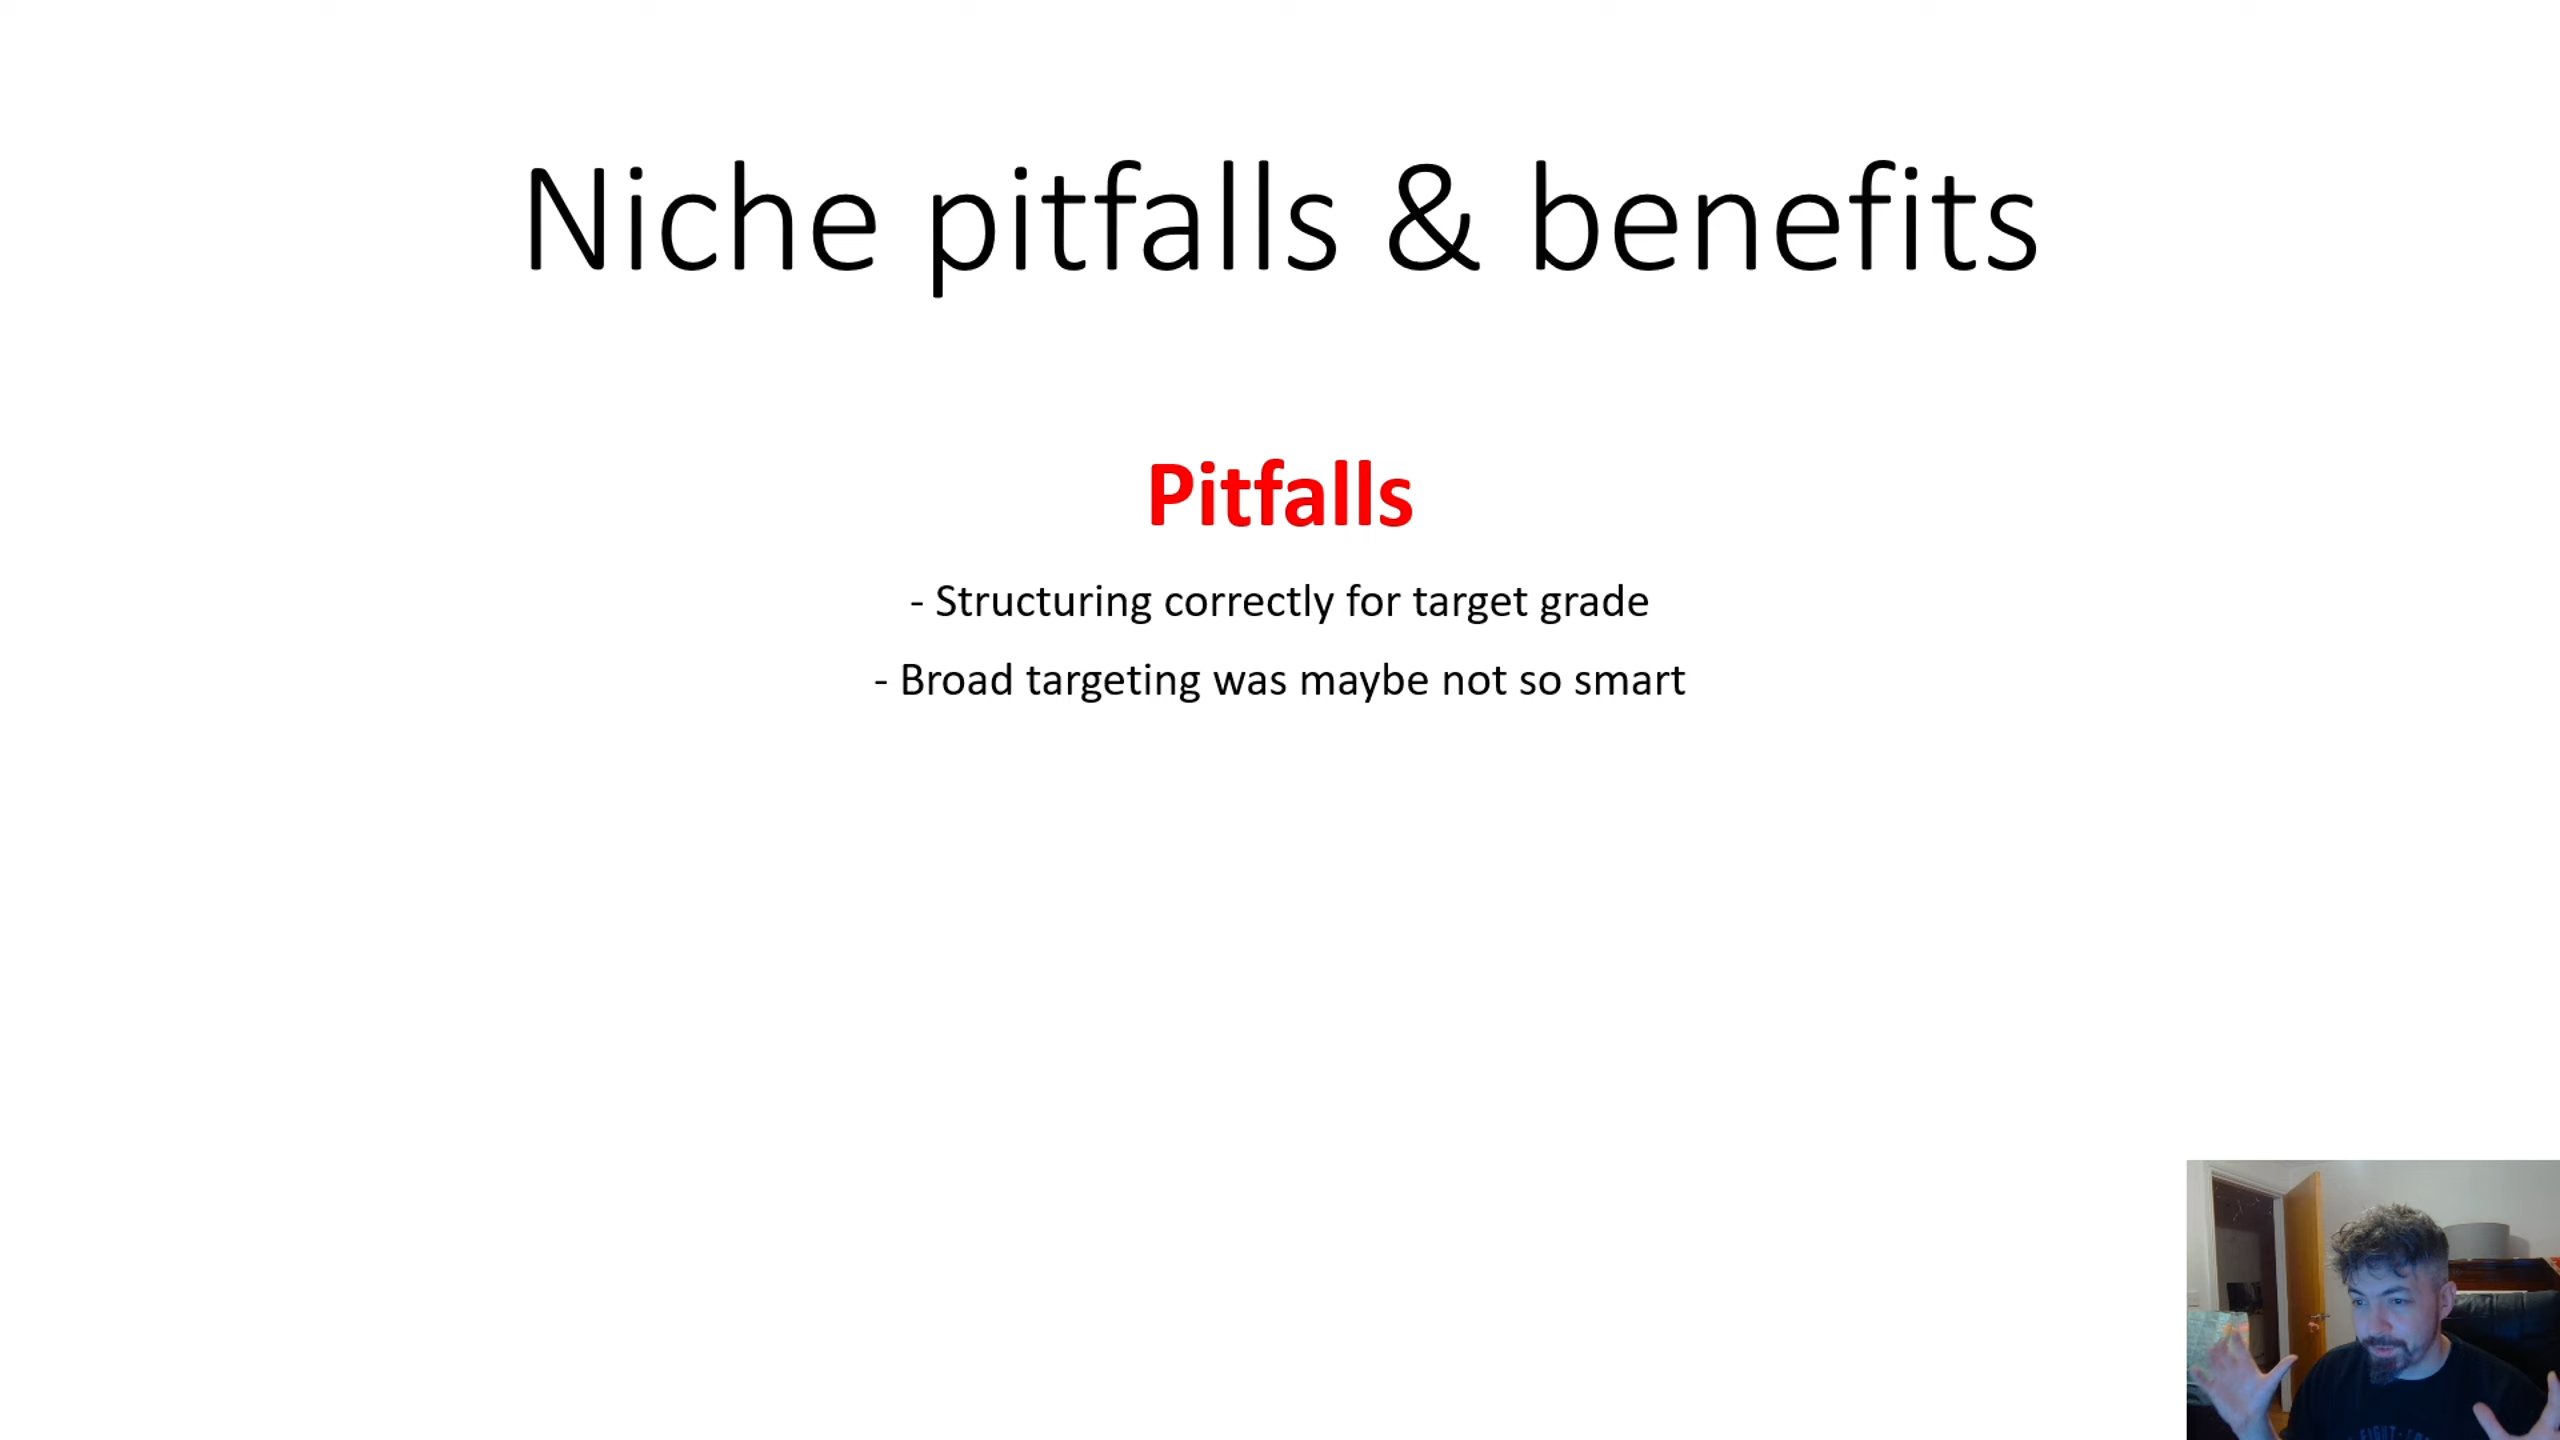 Niche pitfalls & benefits
Pitfalls
- Structuring correctly for target grade
- Broad targeting was maybe not so smart